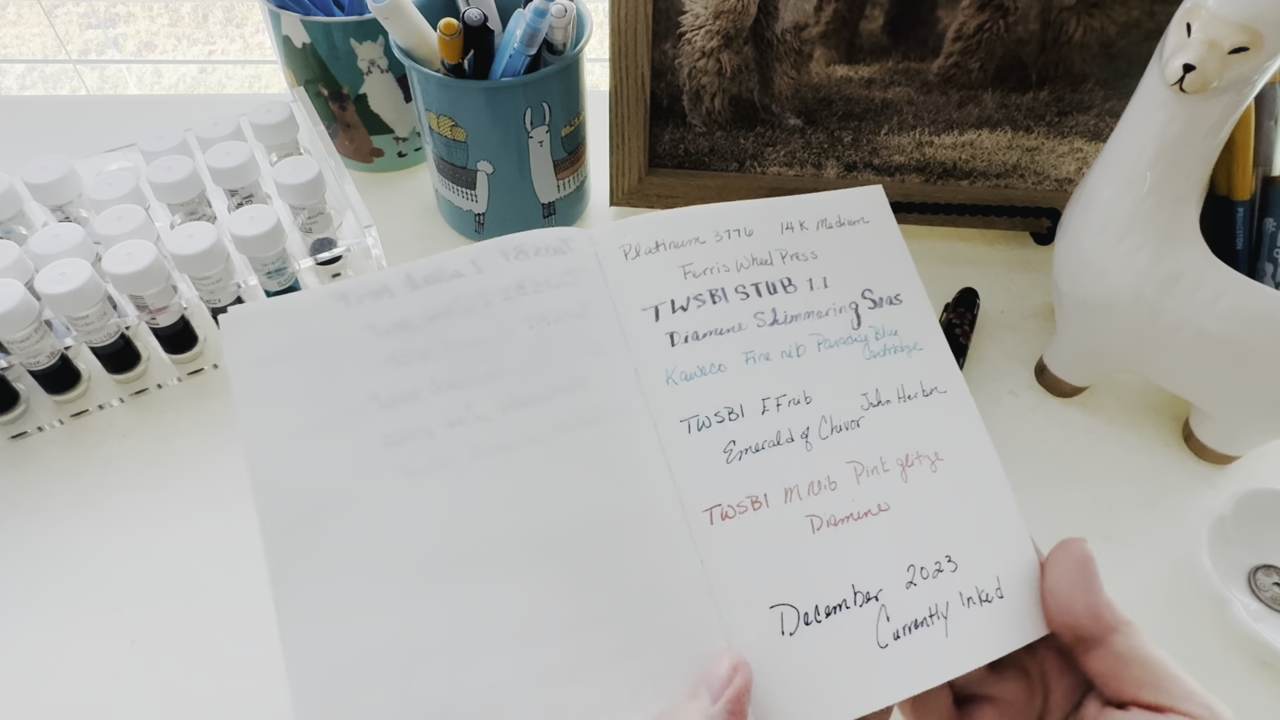 Platinum 3776 14K Medium
Ferris Wheel Press
TWSBI STUB 1.1
Diamine Shimmering Seas
Kaweco Fine nib Paradise Blue
Cartridge
TWSBI EF nib John Herbin
Emerald of Chivor
TWSBI M Nib Pink glitze
Diamine
December 2023
Currently Inked